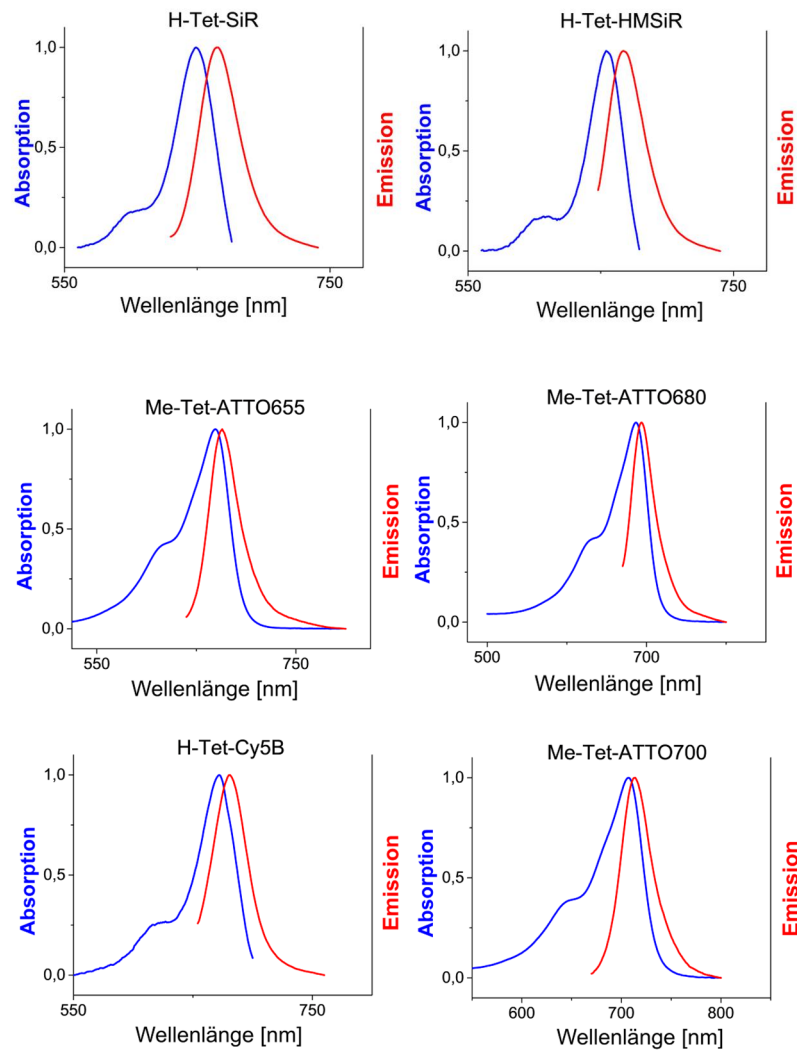 H-Tet-SiR
1,0
0,5
0,0
Absorption
Emission
550
750
Wellenlänge [nm]
H-Tet-HMSiR
1,0
0,5
0,0
Absorption
Emission
550
750
Wellenlänge [nm]
Me-Tet-ATTO655
1,0
0,5
0,0
Absorption
Emission
550
750
Wellenlänge [nm]
Me-Tet-ATTO680
1,0
0,5
0,0
Absorption
Emission
500
700
Wellenlänge [nm]
H-Tet-Cy5B
1,0
0,5
0,0
Absorption
Emission
550
750
Wellenlänge [nm]
Me-Tet-ATTO700
1,0
0,5
0,0
Absorption
Emission
600
700
800
Wellenlänge [nm]